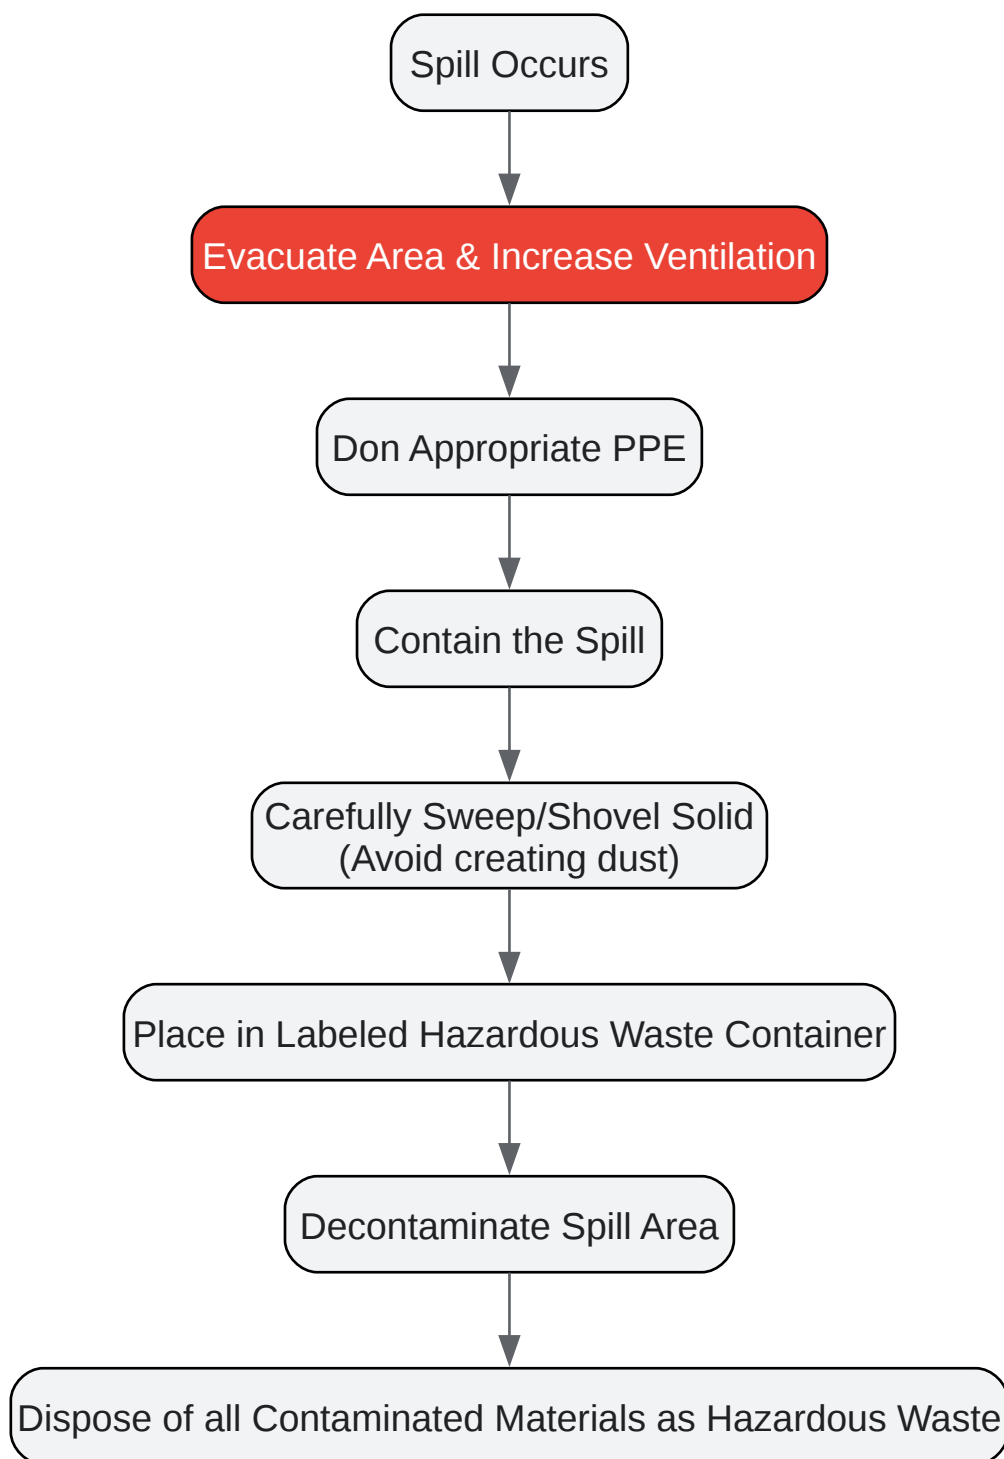 Spill Occurs
Evacuate Area & Increase Ventilation
Don Appropriate PPE
Contain the Spill
Carefully Sweep/Shovel Solid
(Avoid creating dust)
Place in Labeled Hazardous Waste Container
Decontaminate Spill Area
Dispose of all Contaminated Materials as Hazardous Waste